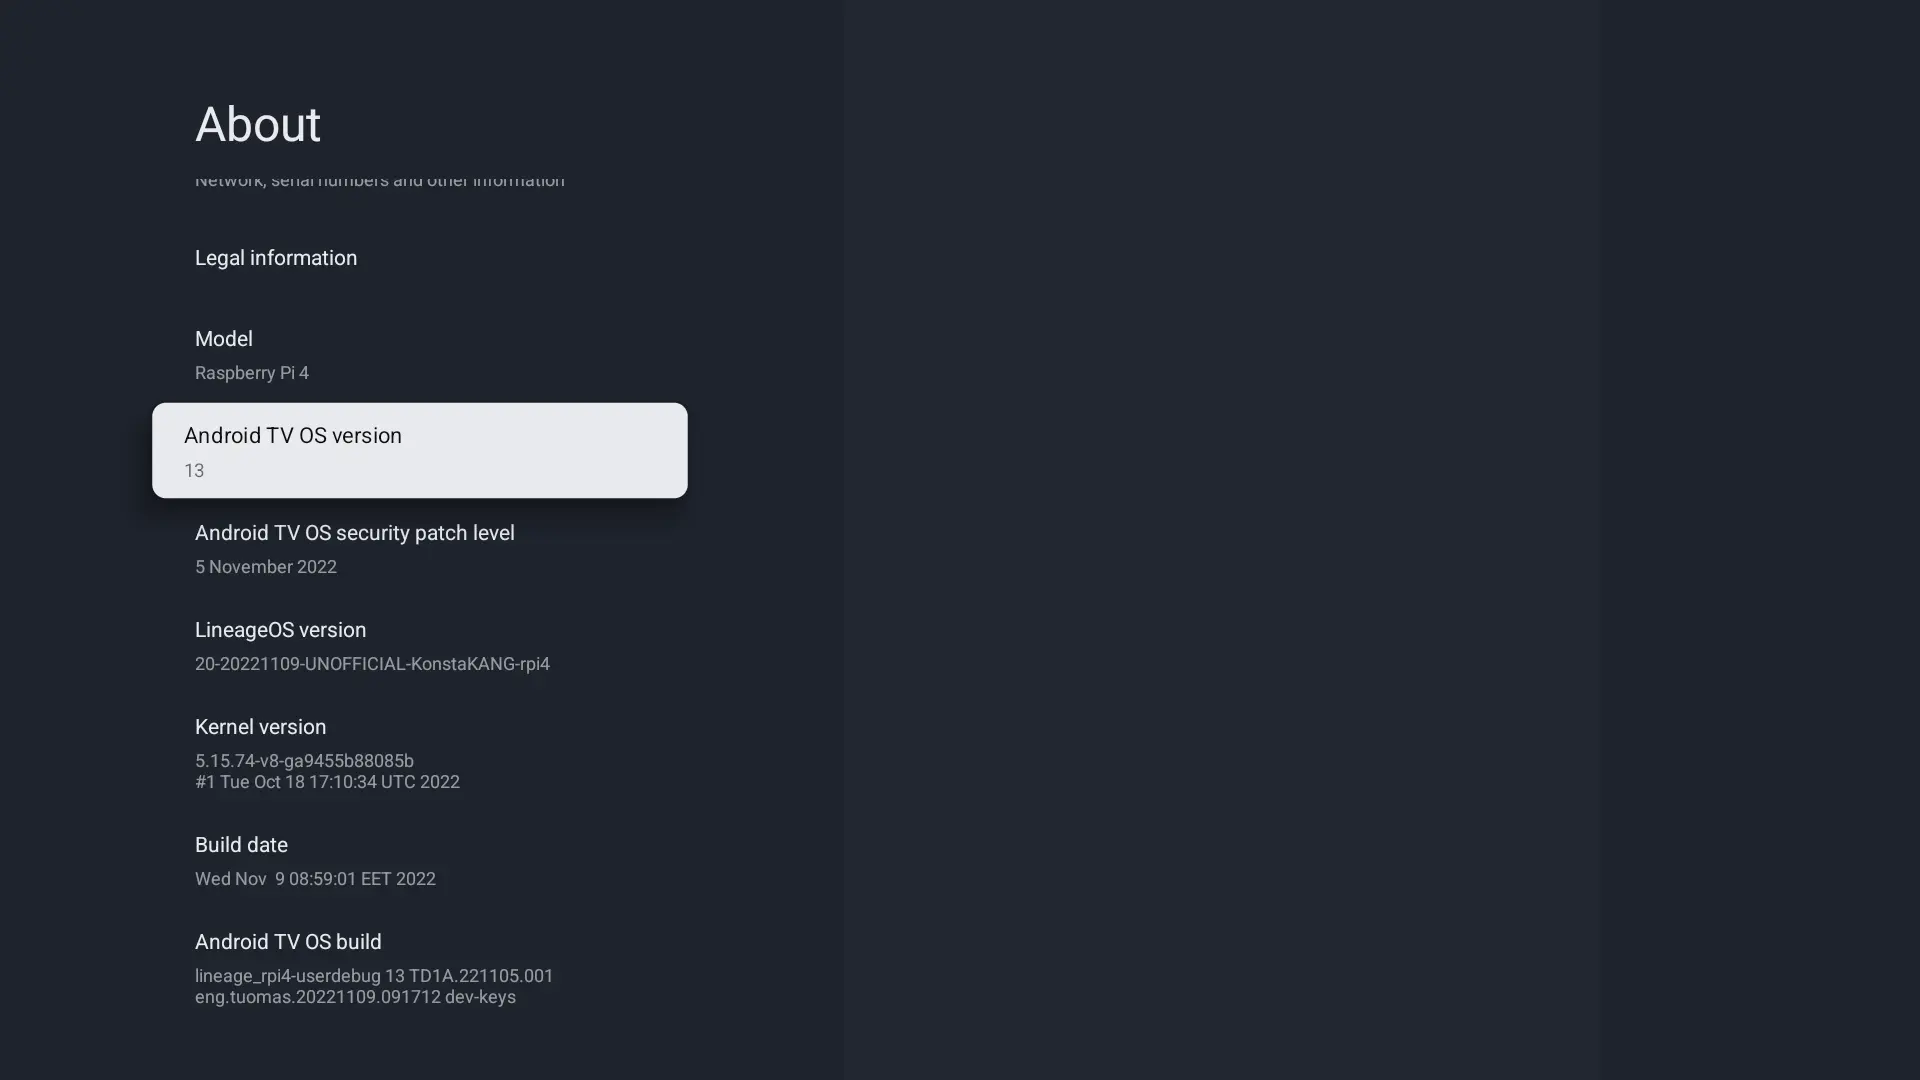 About
Network, serial numbers and other information
Legal information
Model
Raspberry Pi 4
Android TV OS version
13
Android TV OS security patch level
5 November 2022
LineageOS version
20-20221109-UNOFFICIAL-KonstaKANG-rpi4
Kernel version
5.15.74-v8-ga9455b88085b
#1 Tue Oct 18 17:10:34 UTC 2022
Build date
Wed Nov  9 08:59:01 EET 2022
Android TV OS build
lineage_rpi4-userdebug 13 TD1A.221105.001
eng.tuomas.20221109.091712 dev-keys